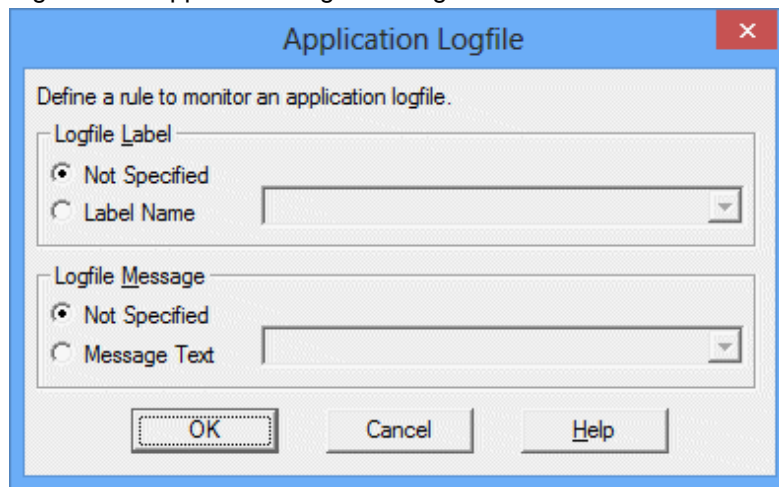 Application Logfile
Define a rule to monitor an application logfile.
Logfile Label
Not Specified
Label Name
Logfile Message
Not Specified
Message Text
OK
Cancel
Help